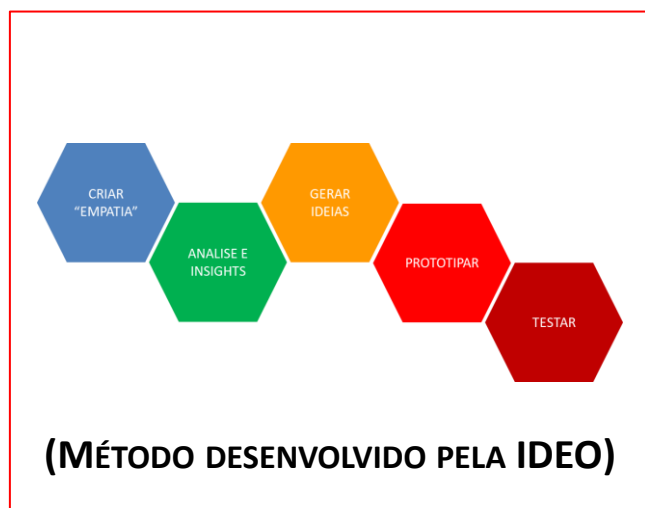 CRIAR
“EMPATIA”
ANALISE E
INSIGHTS
GERAR
IDEIAS
PROTOTIPAR
TESTAR
(MÉTODO DESENVOLVIDO PELA IDEO)